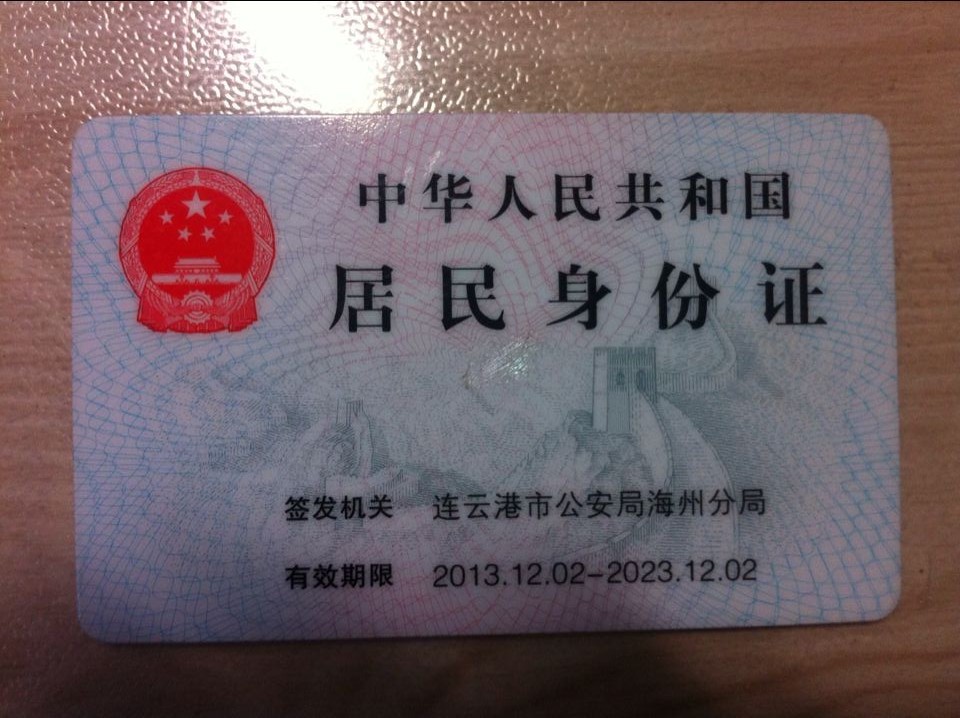 中华人民共和国
居民身份证
签发机关 连云港市公安局海州分局
有效期限 2013.12.02-2023.12.02